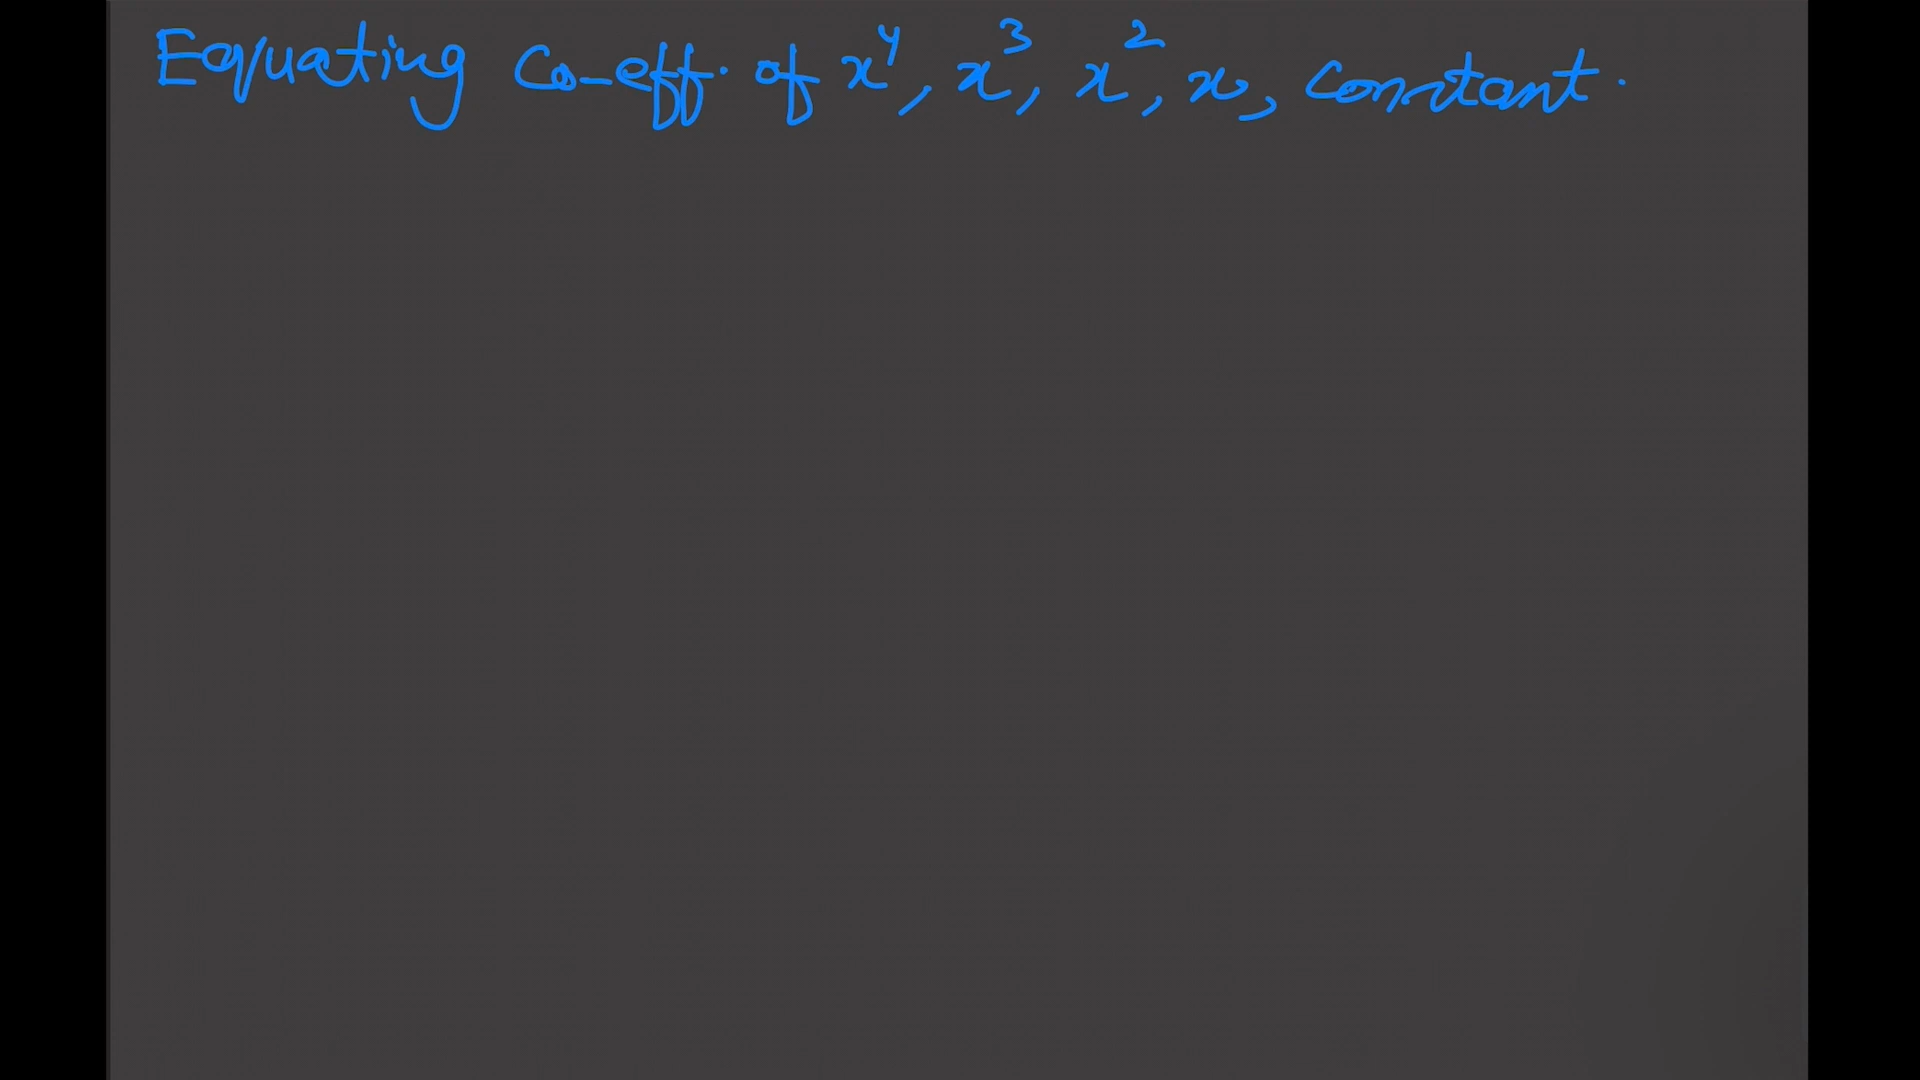 Equating Co-eff. of x⁴, x³, x², x, constant.